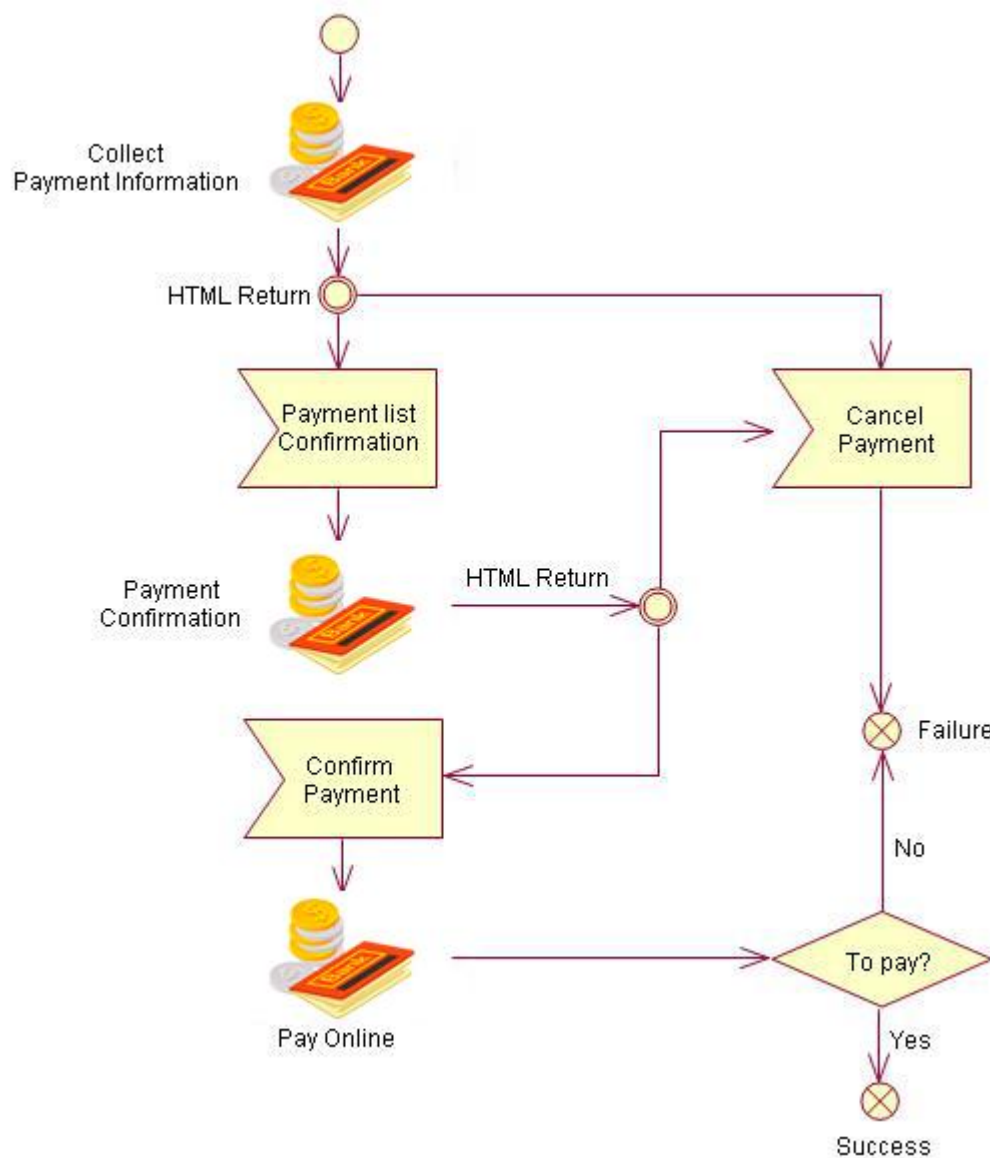 Collect
Payment Information
Bank
HTML Return
Payment list
Confirmation
Cancel
Payment
Payment
Confirmation
Bank
HTML Return
Confirm
Payment
Failure
No
Bank
Pay Online
To pay?
Yes
Success